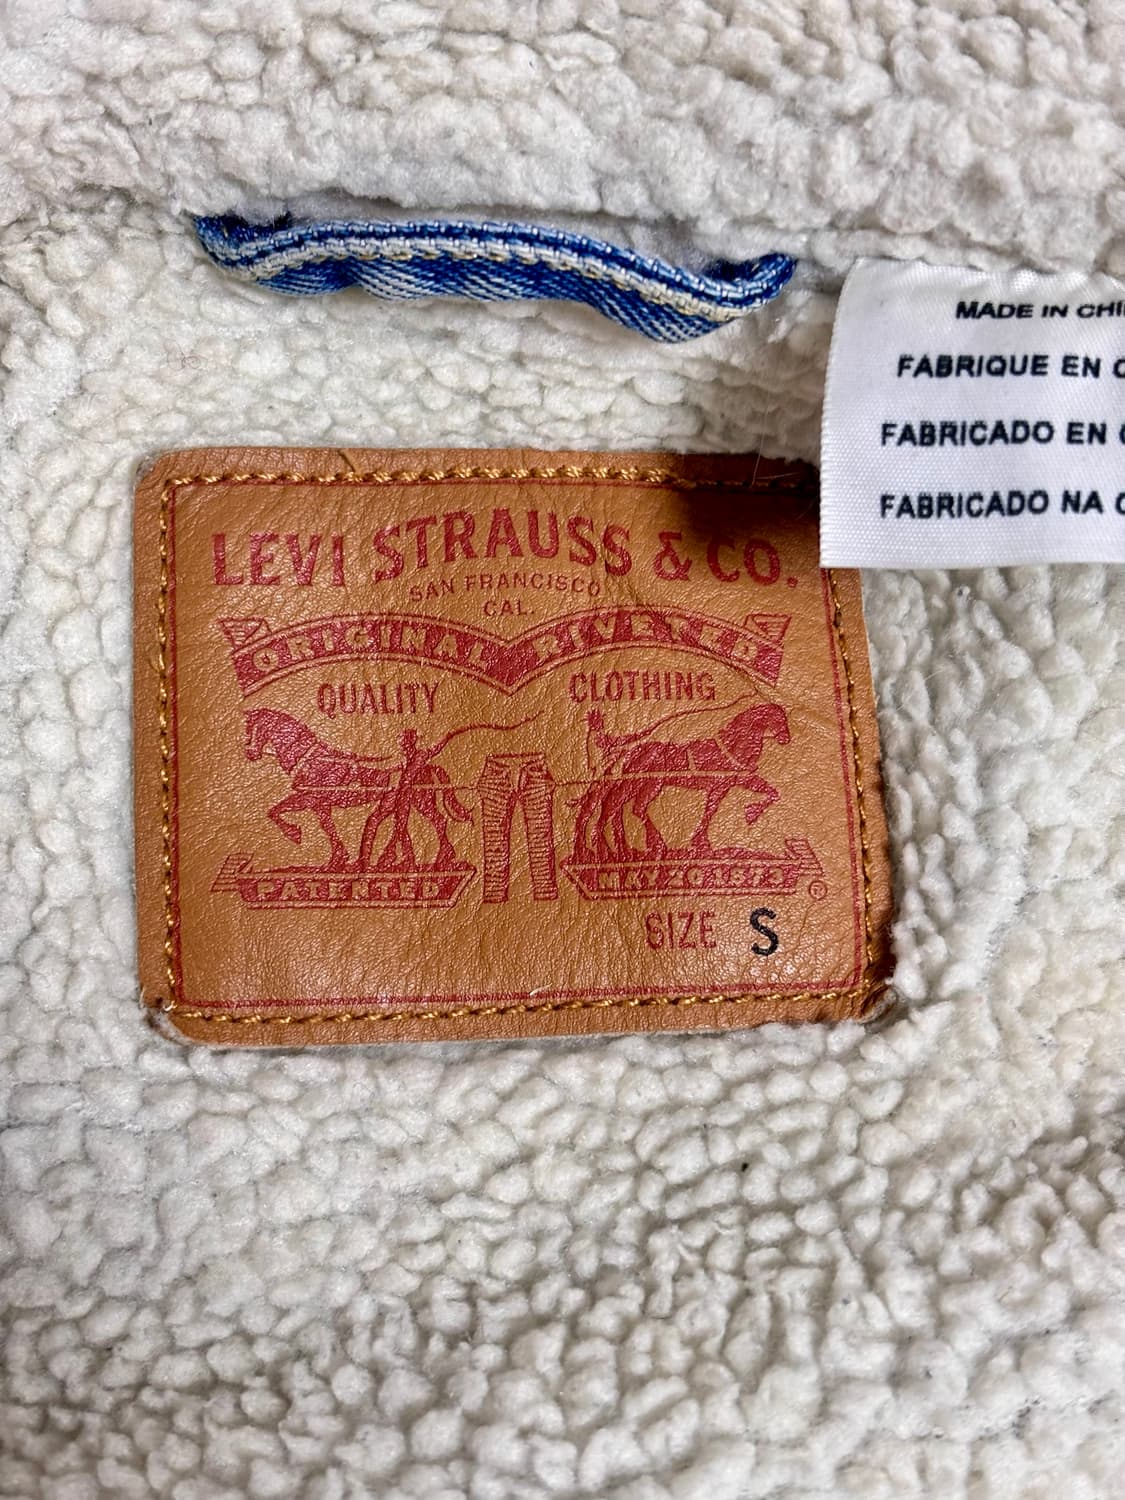 MADE IN CHI
FABRIQUE EN C
FABRICADO EN C
FABRICADO NA C
LEVI STRAUSS & CO.
SAN FRANCISCO
CAL.
ORIGINAL RIVETED
QUALITY CLOTHING
PATENTED MAY 20 1873 ®
SIZE S